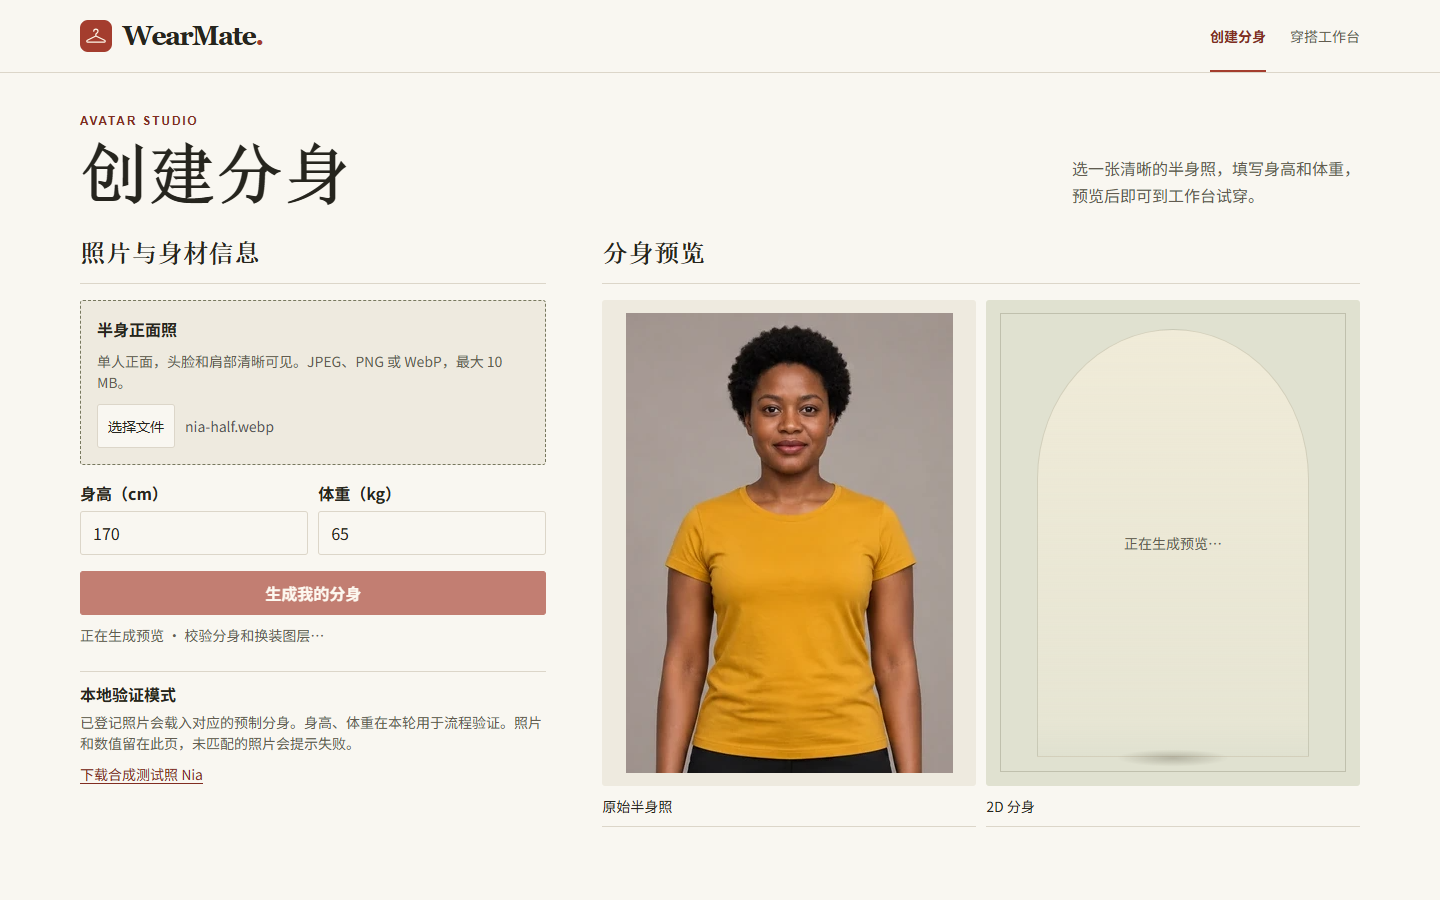 WearMate.
创建分身
穿搭工作台
AVATAR STUDIO
创建分身
选一张清晰的半身照，填写身高和体重，
预览后即可到工作台试穿。
照片与身材信息
分身预览
半身正面照
单人正面，头脸和肩部清晰可见。JPEG、PNG 或 WebP，最大 10
MB。
选择文件
nia-half.webp
身高（cm）
体重（kg）
170
65
生成我的分身
正在生成预览 · 校验分身和换装图层…
正在生成预览…
本地验证模式
已登记照片会载入对应的预制分身。身高、体重在本轮用于流程验证。照片
和数值留在此页，未匹配的照片会提示失败。
下载合成测试照 Nia
原始半身照
2D 分身